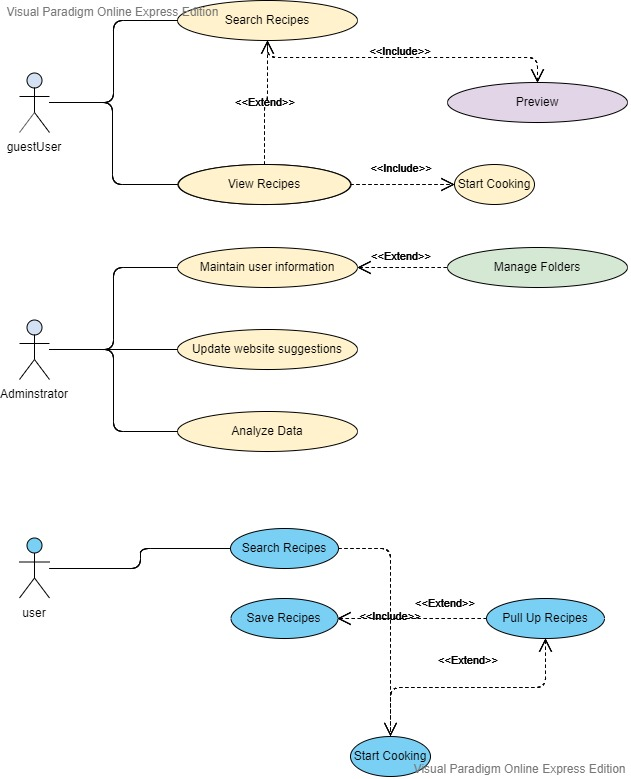 Visual Paradigm Online Express Edition
Search Recipes
<<Include>>
Preview
<<Extend>>
guestUser
View Recipes
<<Include>>
Start Cooking
Maintain user information
<<Extend>>
Manage Folders
Update website suggestions
Adminstrator
Analyze Data
Search Recipes
user
Save Recipes
<<Include>>
<<Extend>>
Pull Up Recipes
<<Extend>>
Start Cooking
Visual Paradigm Online Express Edition